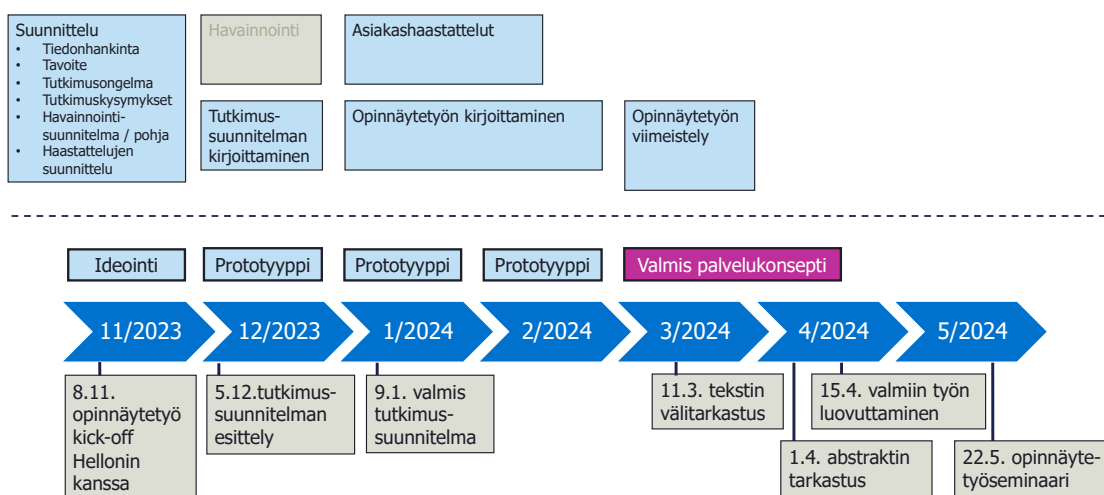 Suunnittelu
• Tiedonhankinta
• Tavoite
• Tutkimusongelma
• Tutkimuskysymykset
• Havainnointi-
suunnitelma / pohja
• Haastattelujen
suunnittelu
Havainnointi
Asiakashaastattelut
Tutkimus-
suunnitelman
kirjoittaminen
Opinnäytetyön kirjoittaminen
Opinnäytetyön
viimeistely
Ideointi
Prototyyppi
Prototyyppi
Prototyyppi
Valmis palvelukonsepti
11/2023
12/2023
1/2024
2/2024
3/2024
4/2024
5/2024
8.11.
opinnäytetyö
kick-off
Hellonin
kanssa
5.12.tutkimus-
suunnitelman
esittely
9.1. valmis
tutkimus-
suunnitelma
11.3. tekstin
välitarkastus
15.4. valmiin työn
luovuttaminen
1.4. abstraktin
tarkastus
22.5. opinnäyte-
työseminaari